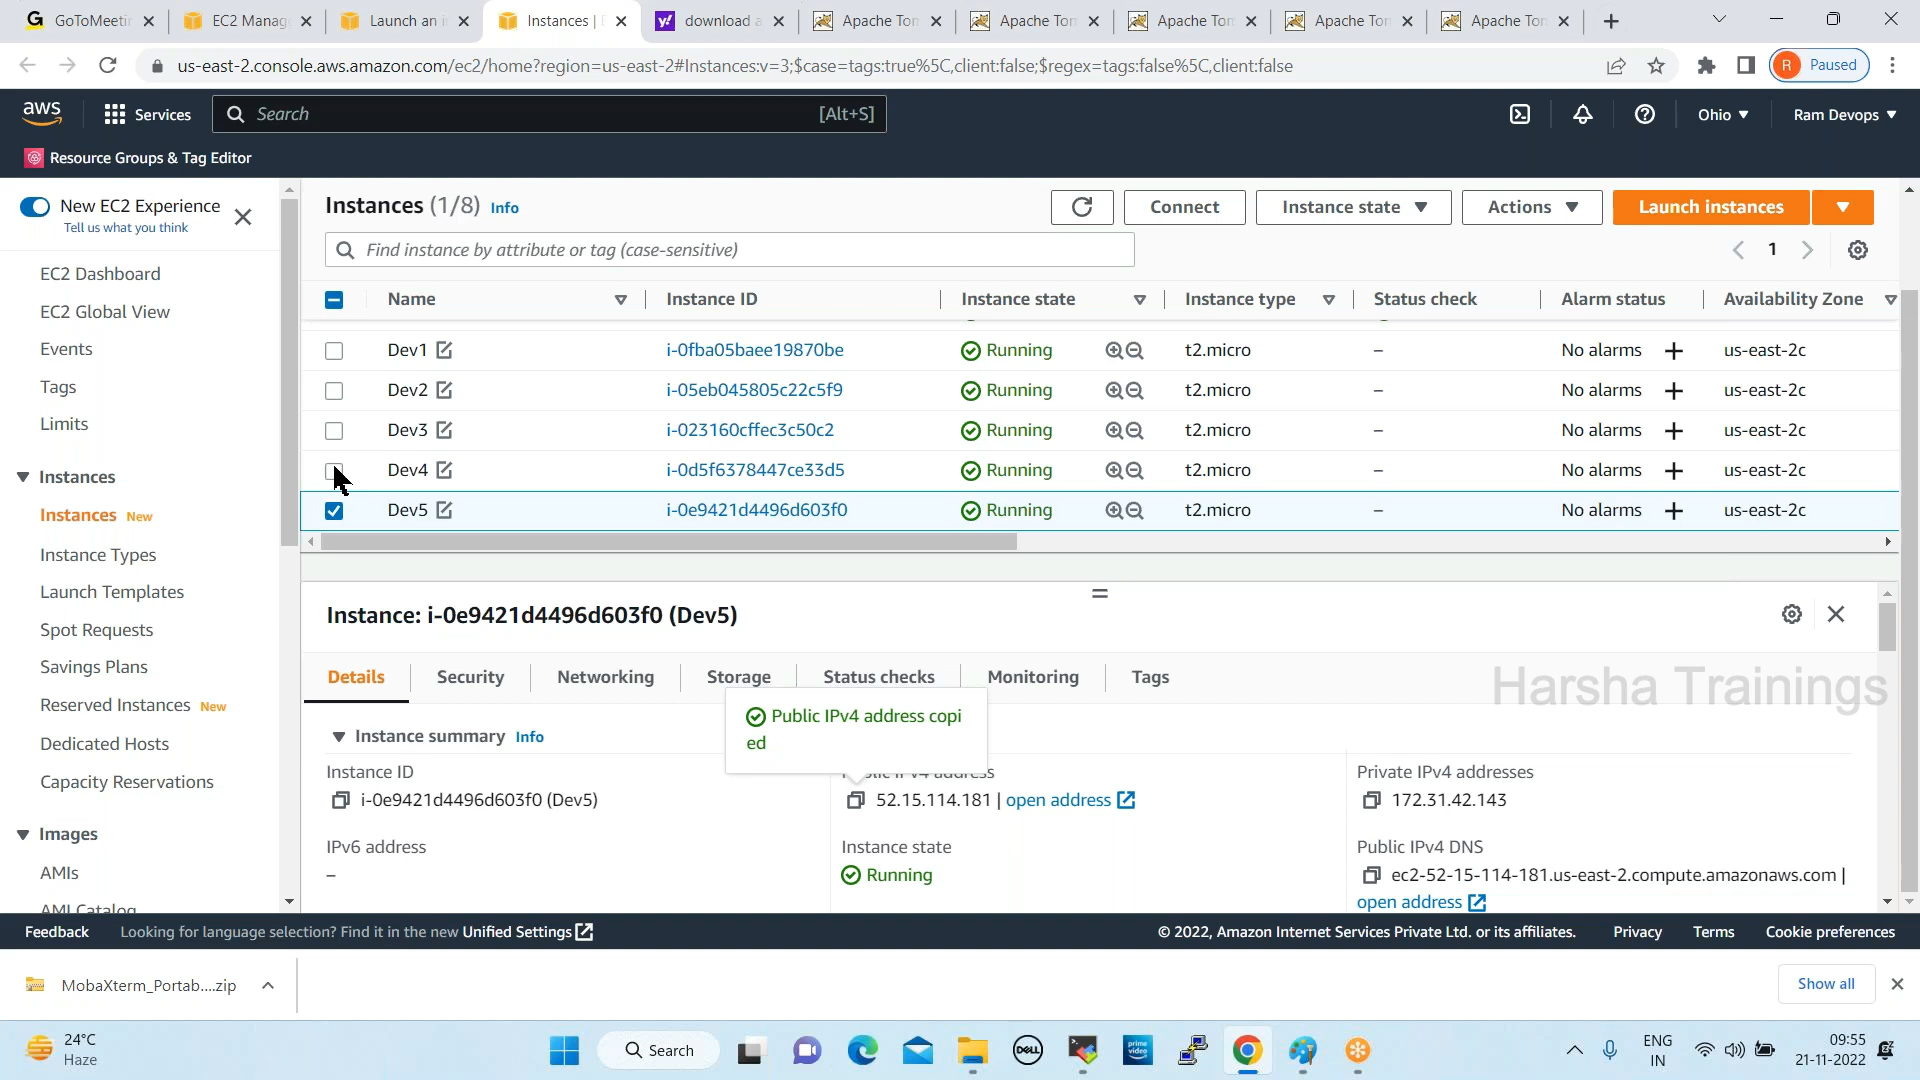 GoToMeeti
EC2 Manag
Launch an i
Instances |
download a
Apache Tom
Apache Tom
Apache Tom
Apache Tom
Apache Tom
us-east-2.console.aws.amazon.com/ec2/home?region=us-east-2#Instances:v=3;$case=tags:true%5C,client:false;$regex=tags:false%5C,client:false
R Paused
aws
Services
Search [Alt+S]
Ohio
Ram Devops
Resource Groups & Tag Editor
New EC2 Experience
Tell us what you think
EC2 Dashboard
EC2 Global View
Events
Tags
Limits
Instances
Instances New
Instance Types
Launch Templates
Spot Requests
Savings Plans
Reserved Instances New
Dedicated Hosts
Capacity Reservations
Images
AMIs
AMI Catalog
Instances (1/8) Info
Connect
Instance state
Actions
Launch instances
Find instance by attribute or tag (case-sensitive)
1
Name Instance ID Instance state Instance type Status check Alarm status Availability Zone
Dev1 i-0fba05baee19870be Running t2.micro – No alarms + us-east-2c
Dev2 i-05eb045805c22c5f9 Running t2.micro – No alarms + us-east-2c
Dev3 i-023160cffec3c50c2 Running t2.micro – No alarms + us-east-2c
Dev4 i-0d5f6378447ce33d5 Running t2.micro – No alarms + us-east-2c
Dev5 i-0e9421d4496d603f0 Running t2.micro – No alarms + us-east-2c
Instance: i-0e9421d4496d603f0 (Dev5)
Details Security Networking Storage Status checks Monitoring Tags
Harsha Trainings
Public IPv4 address copi
ed
Instance summary Info
Instance ID
i-0e9421d4496d603f0 (Dev5)
Public IPv4 address
52.15.114.181 | open address
Private IPv4 addresses
172.31.42.143
IPv6 address
–
Instance state
Running
Public IPv4 DNS
ec2-52-15-114-181.us-east-2.compute.amazonaws.com |
open address
Feedback
Looking for language selection? Find it in the new Unified Settings
© 2022, Amazon Internet Services Private Ltd. or its affiliates.
Privacy
Terms
Cookie preferences
MobaXterm_Portab....zip
Show all
24°C
Haze
Search
DELL
prime
video
ENG
IN
09:55
21-11-2022